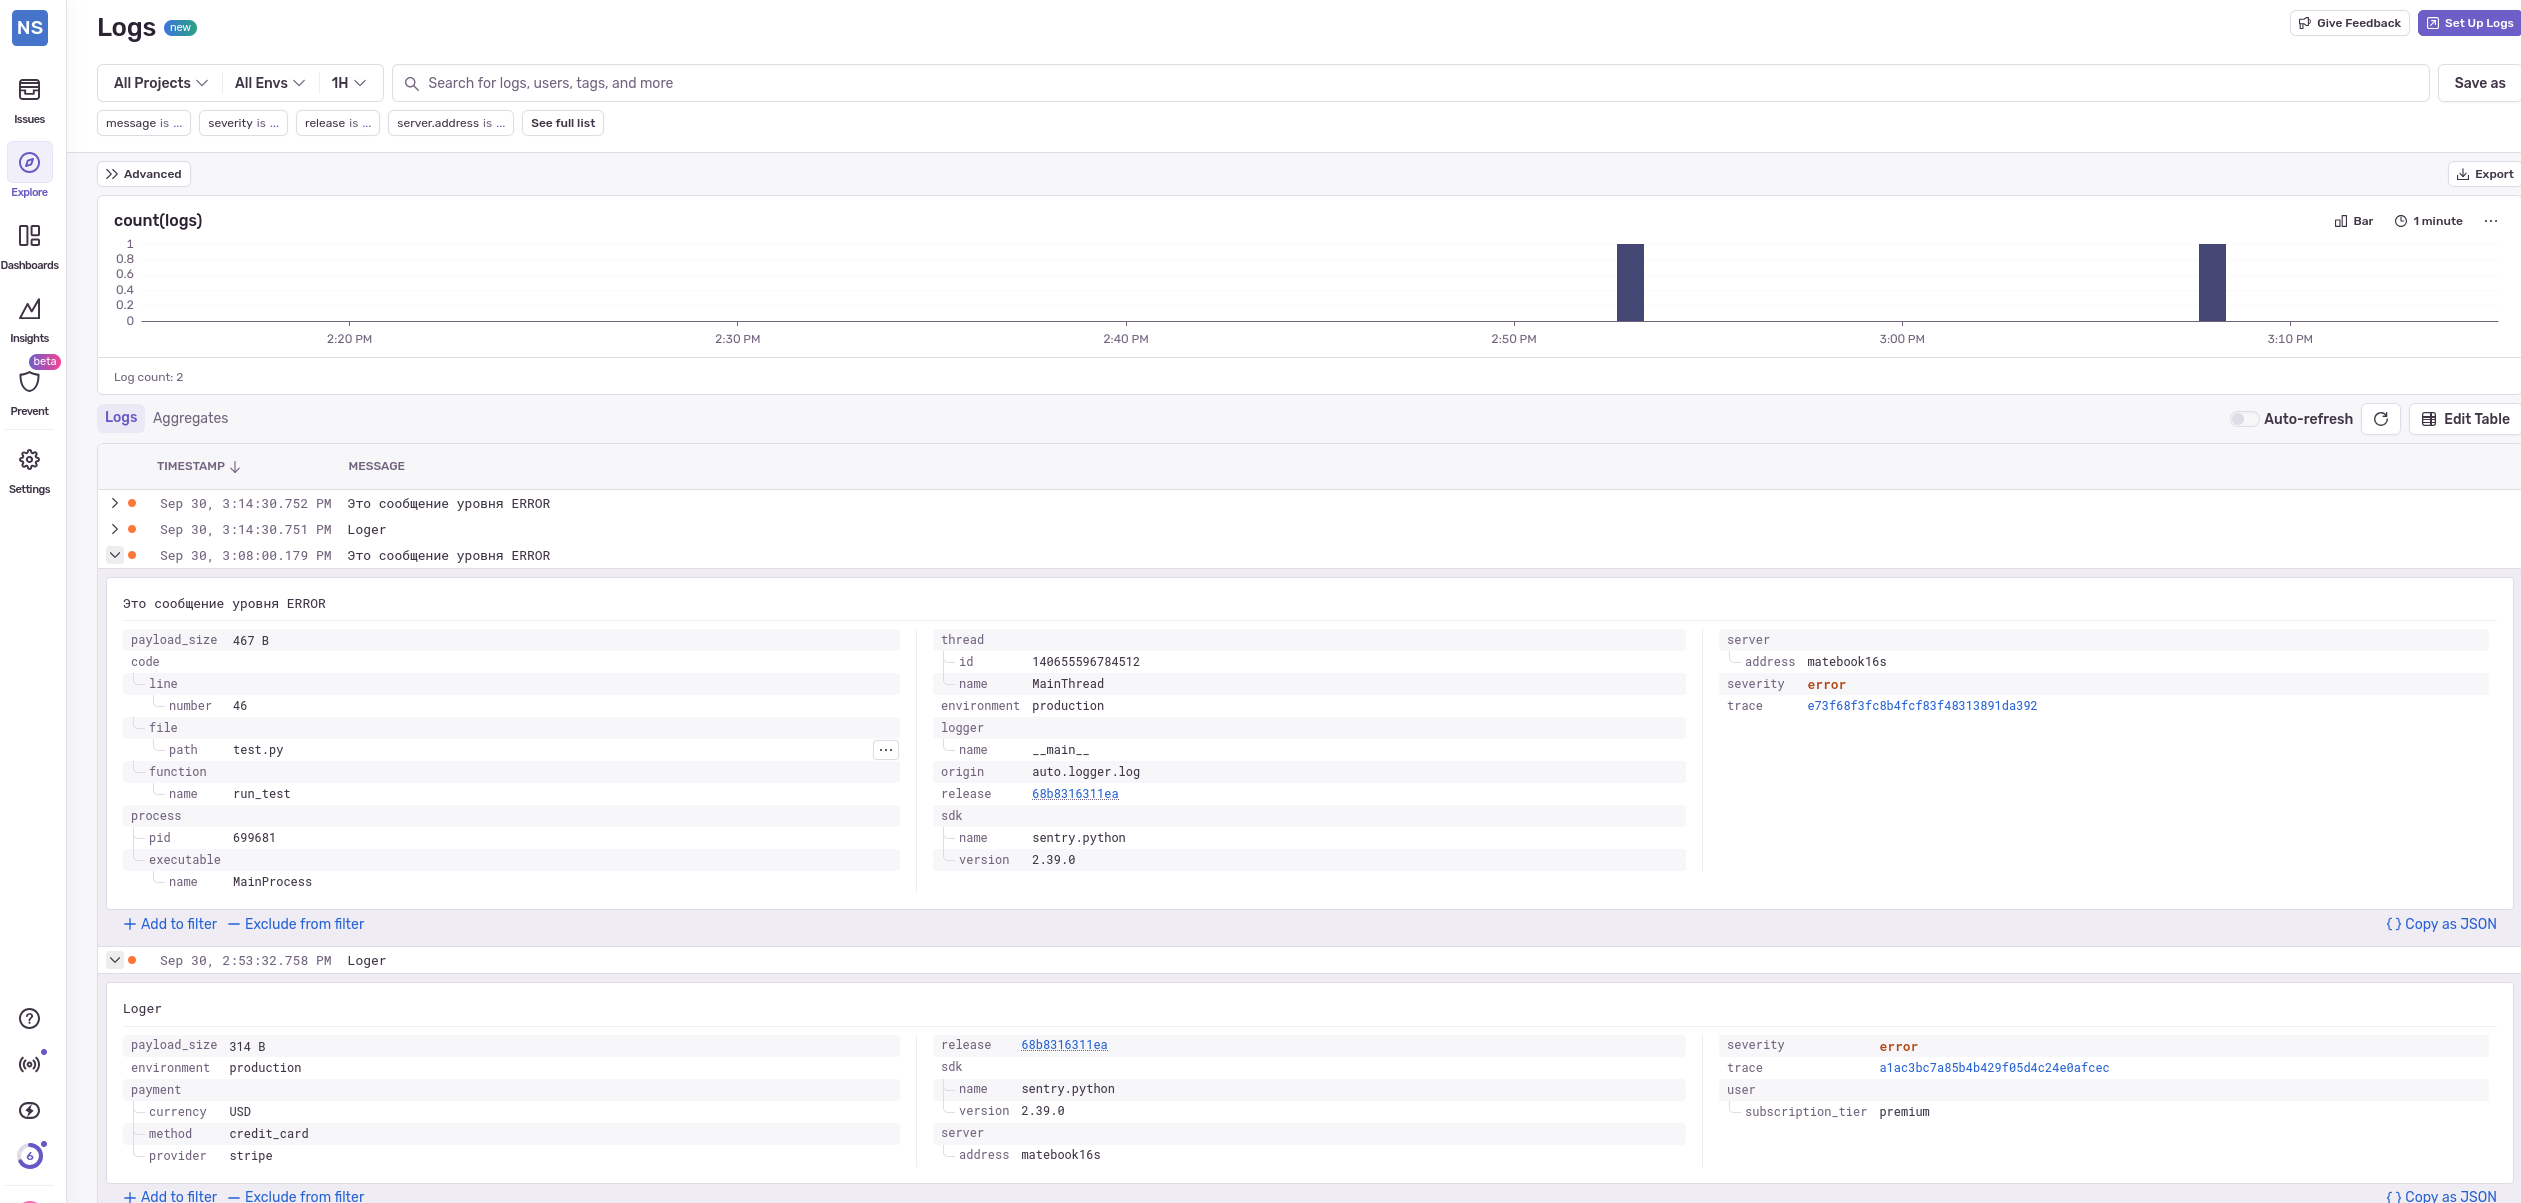 NS
Logs new
Give Feedback
Set Up Logs
Issues
Explore
Dashboards
Insights
beta
Prevent
Settings
6
All Projects
All Envs
1H
Search for logs, users, tags, and more
Save as
message is ...
severity is ...
release is ...
server.address is ...
See full list
Advanced
Export
count(logs)
Bar
1 minute
1
0.8
0.6
0.4
0.2
0
2:20 PM
2:30 PM
2:40 PM
2:50 PM
3:00 PM
3:10 PM
Log count: 2
Logs
Aggregates
Auto-refresh
Edit Table
TIMESTAMP
MESSAGE
Sep 30, 3:14:30.752 PM Это сообщение уровня ERROR
Sep 30, 3:14:30.751 PM Loger
Sep 30, 3:08:00.179 PM Это сообщение уровня ERROR
Это сообщение уровня ERROR
payload_size 467 B
code
line
number 46
file
path test.py
function
name run_test
process
pid 699681
executable
name MainProcess
thread
id 140655596784512
name MainThread
environment production
logger
name __main__
origin auto.logger.log
release 68b8316311ea
sdk
name sentry.python
version 2.39.0
server
address matebook16s
severity error
trace e73f68f3fc8b4fcf83f48313891da392
Add to filter
Exclude from filter
{ } Copy as JSON
Sep 30, 2:53:32.758 PM Loger
Loger
payload_size 314 B
environment production
payment
currency USD
method credit_card
provider stripe
release 68b8316311ea
sdk
name sentry.python
version 2.39.0
server
address matebook16s
severity error
trace a1ac3bc7a85b4b429f05d4c24e0afcec
user
subscription_tier premium
Add to filter
Exclude from filter
{ } Copy as JSON